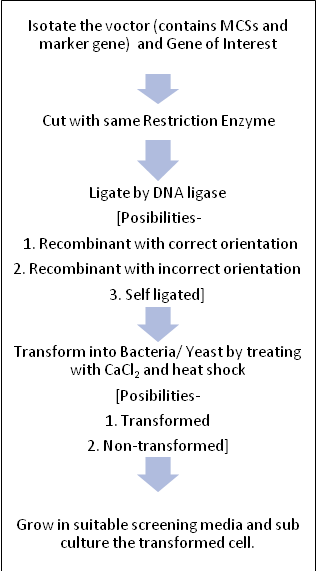 Isotate the voctor (contains MCSs and
marker gene)  and Gene of Interest
Cut with same Restriction Enzyme
Ligate by DNA ligase
[Posibilities-
1. Recombinant with correct orientation
2. Recombinant with incorrect orientation
3. Self ligated]
Transform into Bacteria/ Yeast by treating
with CaCl₂ and heat shock
[Posibilities-
1. Transformed
2. Non-transformed]
Grow in suitable screening media and sub
culture the transformed cell.